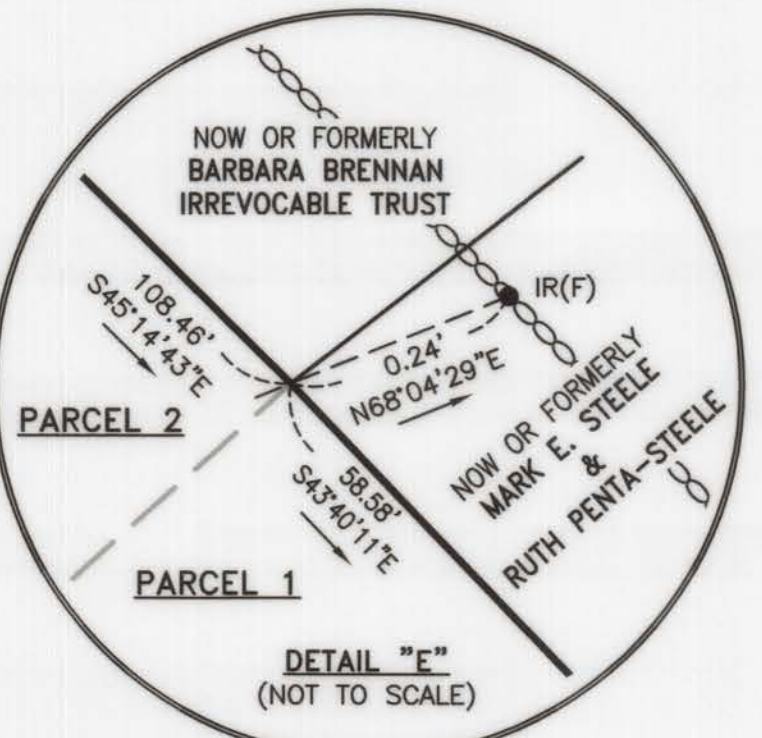 NOW OR FORMERLY
BARBARA BRENNAN
IRREVOCABLE TRUST
108.46'
S45°14'43"E
IR(F)
0.24'
N68°04'29"E
PARCEL 2
NOW OR FORMERLY
MARK E. STEELE
&
RUTH PENTA-STEELE
58.58'
S43°40'11"E
PARCEL 1
DETAIL "E"
(NOT TO SCALE)